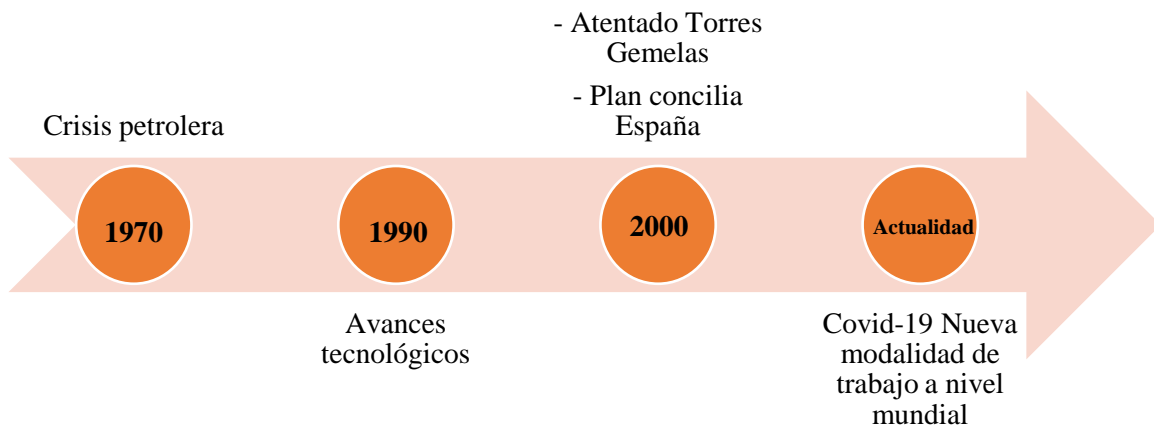 - Atentado Torres
Gemelas
- Plan concilia
España
Crisis petrolera
1970
1990
2000
Actualidad
Avances
tecnológicos
Covid-19 Nueva
modalidad de
trabajo a nivel
mundial